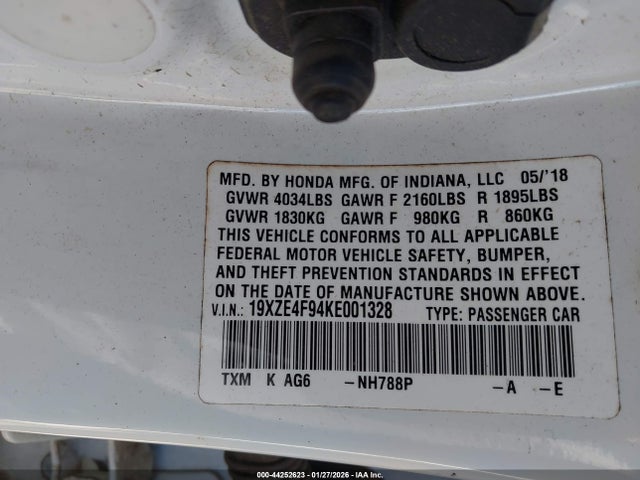 MFD. BY HONDA MFG. OF INDIANA, LLC 05/'18
GVWR 4034LBS GAWR F 2160LBS R 1895LBS
GVWR 1830KG GAWR F 980KG R 860KG
THIS VEHICLE CONFORMS TO ALL APPLICABLE
FEDERAL MOTOR VEHICLE SAFETY, BUMPER,
AND THEFT PREVENTION STANDARDS IN EFFECT
ON THE DATE OF MANUFACTURE SHOWN ABOVE.
V.I.N.: 19XZE4F94KE001328 TYPE: PASSENGER CAR
TXM K AG6 -NH788P -A -E
000-44252623 - 01/27/2026 - IAAI.COM